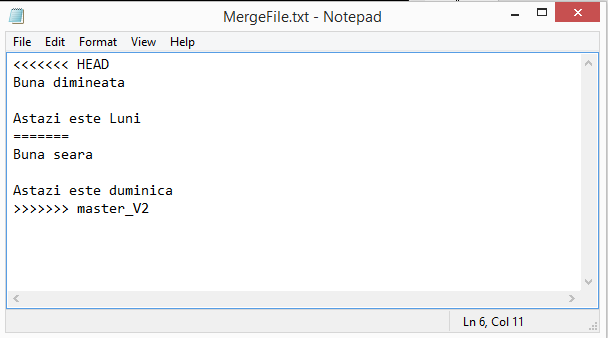 MergeFile.txt - Notepad
File Edit Format View Help
<<<<<<< HEAD
Buna dimineata
Astazi este Luni
=======
Buna seara
Astazi este duminica
>>>>>>> master_V2
Ln 6, Col 11